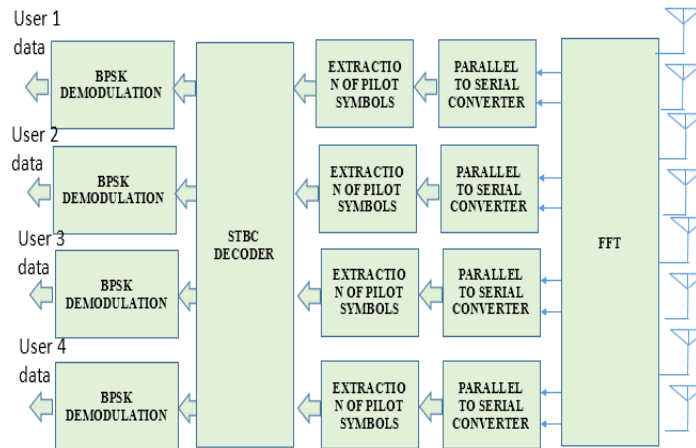 User 1
data
BPSK
DEMODULATION
EXTRACTIO
N OF PILOT
SYMBOLS
PARALLEL
TO SERIAL
CONVERTER
User 2
data
BPSK
DEMODULATION
EXTRACTIO
N OF PILOT
SYMBOLS
PARALLEL
TO SERIAL
CONVERTER
STBC
DECODER
FFT
User 3
data
BPSK
DEMODULATION
EXTRACTIO
N OF PILOT
SYMBOLS
PARALLEL
TO SERIAL
CONVERTER
User 4
data
BPSK
DEMODULATION
EXTRACTIO
N OF PILOT
SYMBOLS
PARALLEL
TO SERIAL
CONVERTER